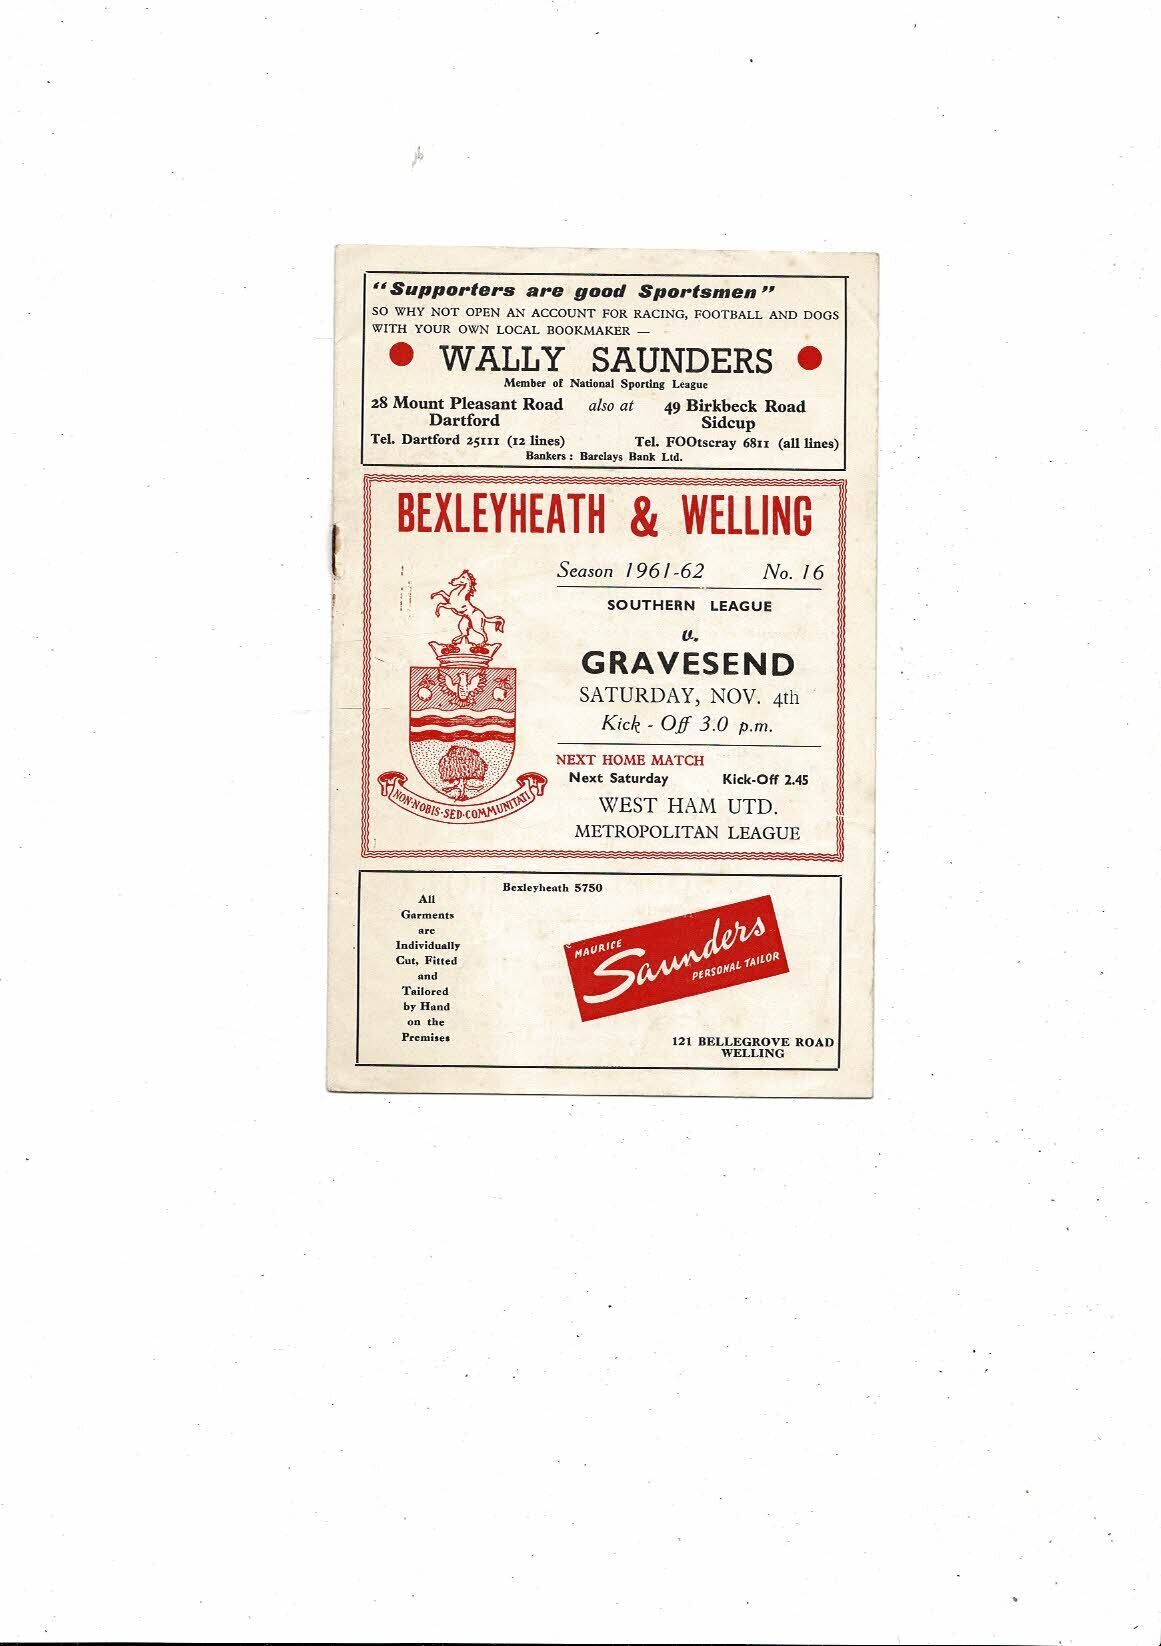 "Supporters are good Sportsmen"
SO WHY NOT OPEN AN ACCOUNT FOR RACING, FOOTBALL AND DOGS
WITH YOUR OWN LOCAL BOOKMAKER —
WALLY SAUNDERS
Member of National Sporting League
28 Mount Pleasant Road also at 49 Birkbeck Road
Dartford Sidcup
Tel. Dartford 25111 (12 lines) Tel. FOOtscray 6811 (all lines)
Bankers: Barclays Bank Ltd.
BEXLEYHEATH & WELLING
Season 1961-62 No. 16
SOUTHERN LEAGUE
v.
GRAVESEND
SATURDAY, NOV. 4th
Kick - Off 3.0 p.m.
NEXT HOME MATCH
Next Saturday Kick-Off 2.45
WEST HAM UTD.
METROPOLITAN LEAGUE
NON·NOBIS·SED·COMMUNITATI
Bexleyheath 5750
All
Garments
are
Individually
Cut, Fitted
and
Tailored
by Hand
on the
Premises
MAURICE
Saunders
PERSONAL TAILOR
121 BELLEGROVE ROAD
WELLING